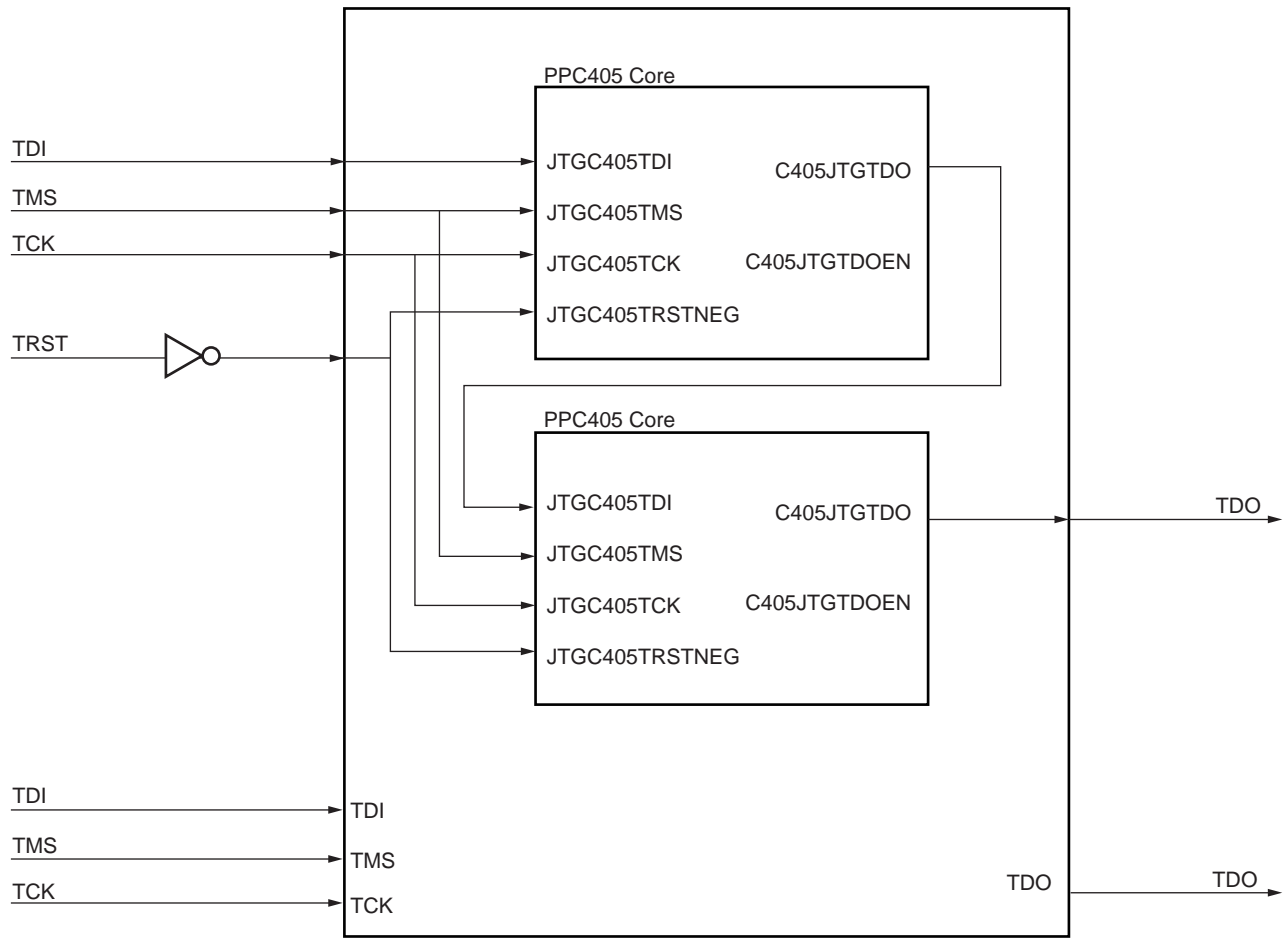 PPC405 Core
TDI
JTGC405TDI
C405JTGTDO
TMS
JTGC405TMS
TCK
JTGC405TCK
C405JTGTDOEN
JTGC405TRSTNEG
TRST
PPC405 Core
JTGC405TDI
C405JTGTDO
TDO
JTGC405TMS
JTGC405TCK
C405JTGTDOEN
JTGC405TRSTNEG
TDI
TDI
TMS
TMS
TCK
TCK
TDO
TDO